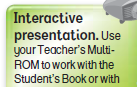 Interactive
presentation. Use
your Teacher's Multi-
ROM to work with the
Student's Book or with